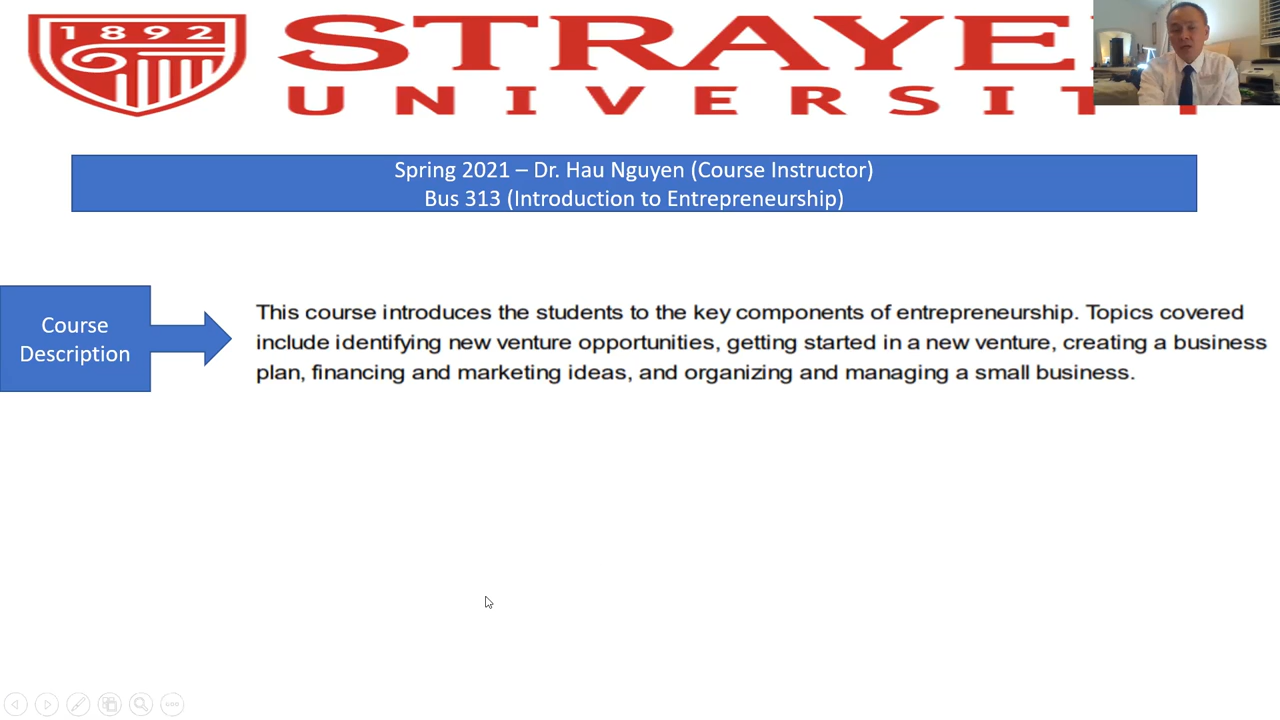 1892
STRAYE
UNIVERSIT
Spring 2021 – Dr. Hau Nguyen (Course Instructor)
Bus 313 (Introduction to Entrepreneurship)
Course
Description
This course introduces the students to the key components of entrepreneurship. Topics covered
include identifying new venture opportunities, getting started in a new venture, creating a business
plan, financing and marketing ideas, and organizing and managing a small business.